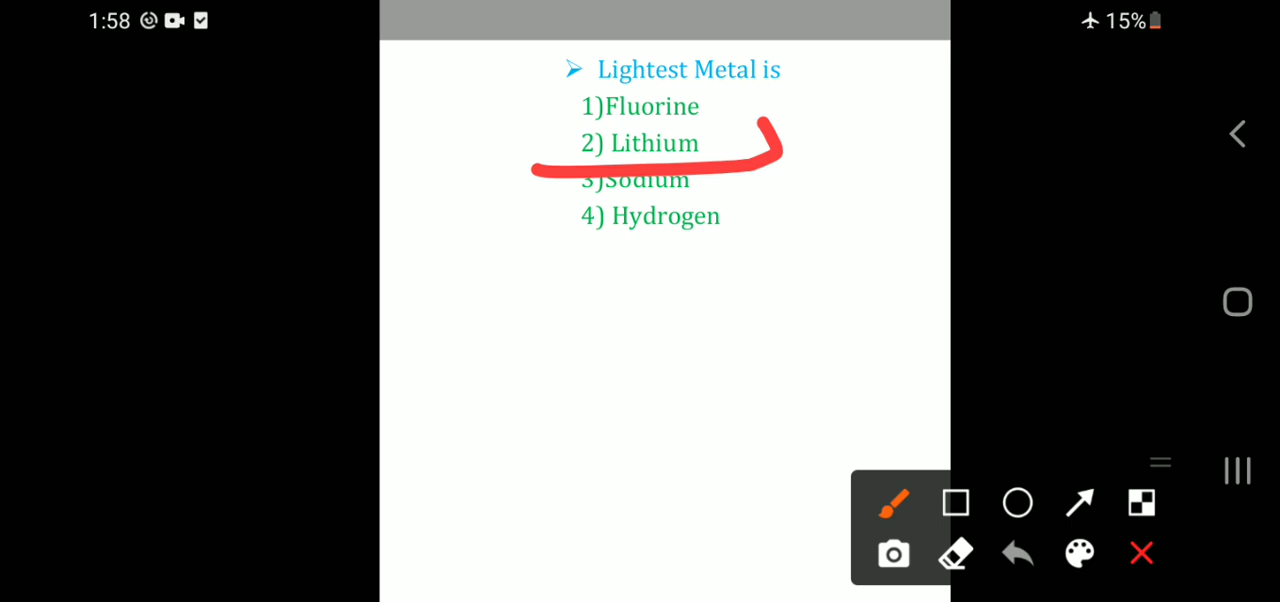 1:58
15%
➢ Lightest Metal is
1)Fluorine
2) Lithium
3)Sodium
4) Hydrogen